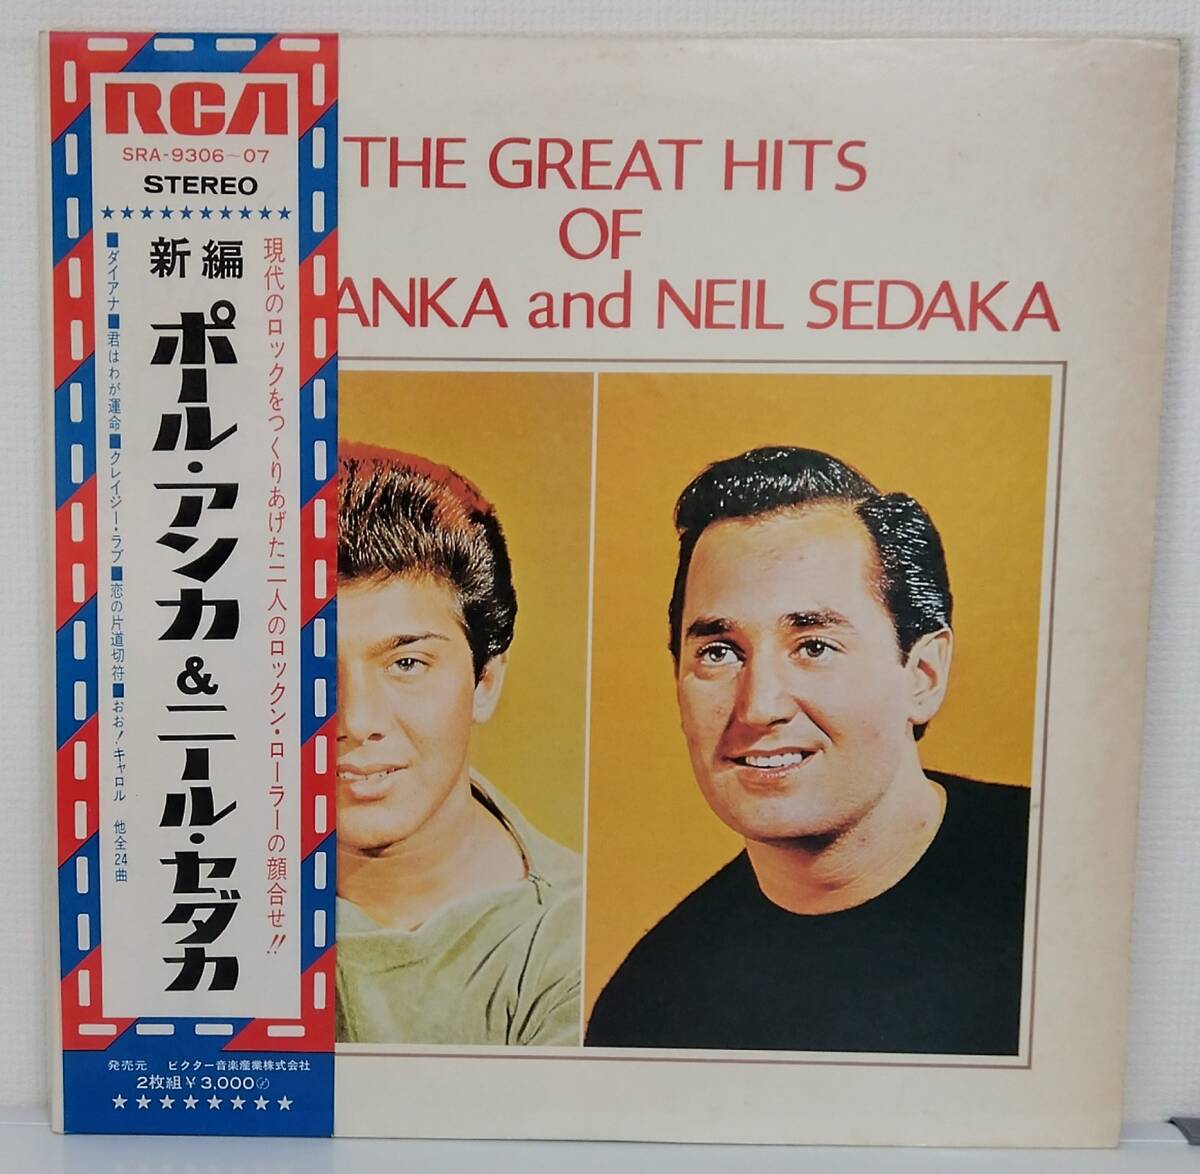 RCA
SRA-9306~07
STEREO
★★★★★★★★★★
現代のロックをつくりあげた二人のロックン・ローラーの顔合せ!!
新編
ポール・アンカ&ニール・セダカ
■ダイアナ■君はわが運命■クレイジー・ラブ■恋の片道切符■おお!キャロル 他全24曲
発売元 ビクター音楽産業株式会社
2枚組¥3,000
★★★★★★★★
THE GREAT HITS
OF
ANKA and NEIL SEDAKA